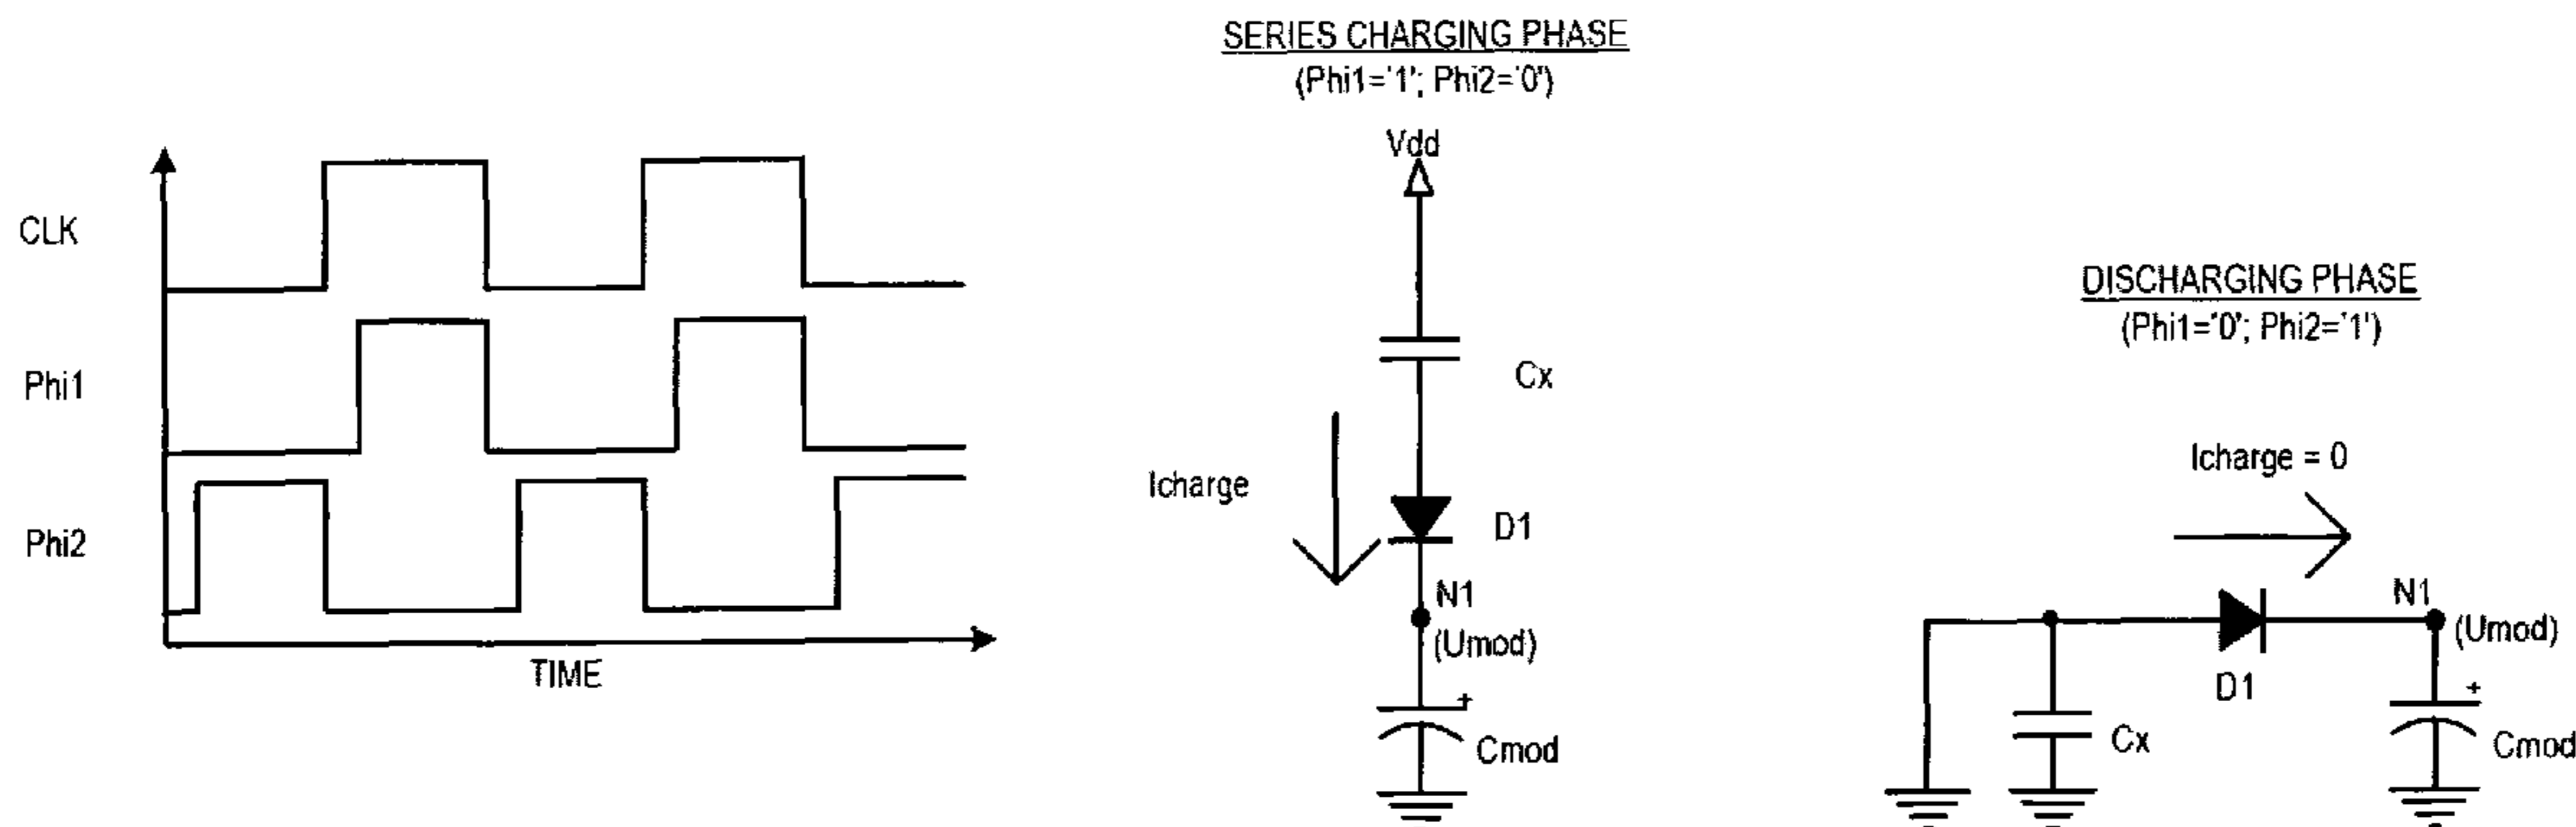 CLK
Phi1
Phi2
TIME
SERIES CHARGING PHASE
(Phi1='1'; Phi2='0')
Vdd
Cx
Icharge
D1
N1
(Umod)
+
Cmod
DISCHARGING PHASE
(Phi1='0'; Phi2='1')
Icharge = 0
N1
(Umod)
D1
+
Cx
Cmod